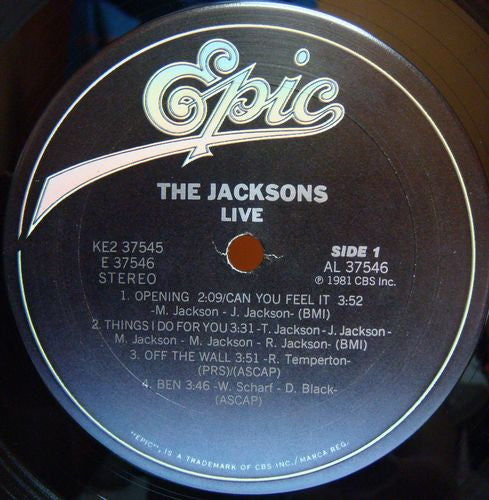 Epic
THE JACKSONS
LIVE
KE2 37545
E 37546
STEREO
SIDE 1
AL 37546
℗ 1981 CBS Inc.
1. OPENING 2:09/CAN YOU FEEL IT 3:52
-M. Jackson - J. Jackson- (BMI)
2. THINGS I DO FOR YOU 3:31 -T. Jackson - J. Jackson-
M. Jackson - M. Jackson - R. Jackson- (BMI)
3. OFF THE WALL 3:51 -R. Temperton-
(PRS)/(ASCAP)
4. BEN 3:46 -W. Scharf - D. Black-
(ASCAP)
"EPIC", IS A TRADEMARK OF CBS INC./MARCA REG.